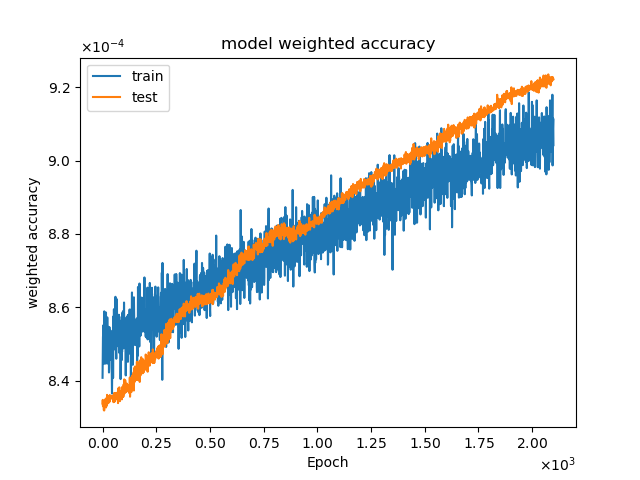 ×10⁻⁴
model weighted accuracy
train
test
9.2
9.0
8.8
8.6
8.4
weighted accuracy
0.00 0.25 0.50 0.75 1.00 1.25 1.50 1.75 2.00
Epoch
×10³